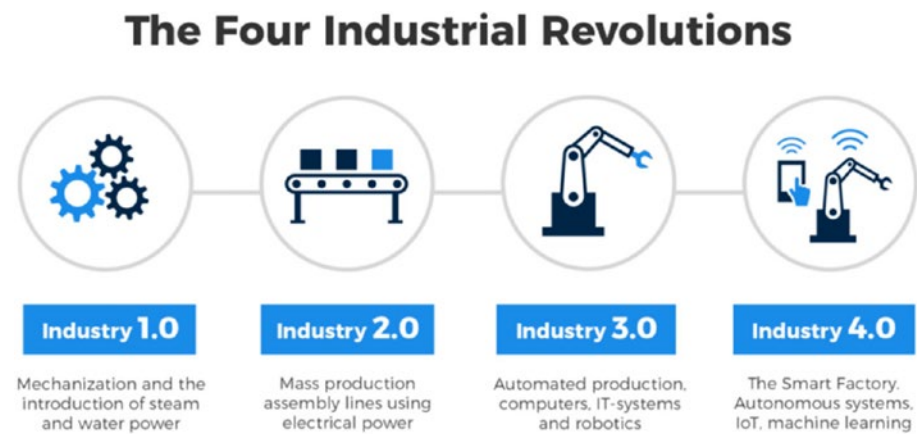 The Four Industrial Revolutions
Industry 1.0
Mechanization and the
introduction of steam
and water power
Industry 2.0
Mass production
assembly lines using
electrical power
Industry 3.0
Automated production,
computers, IT-systems
and robotics
Industry 4.0
The Smart Factory.
Autonomous systems,
IoT, machine learning